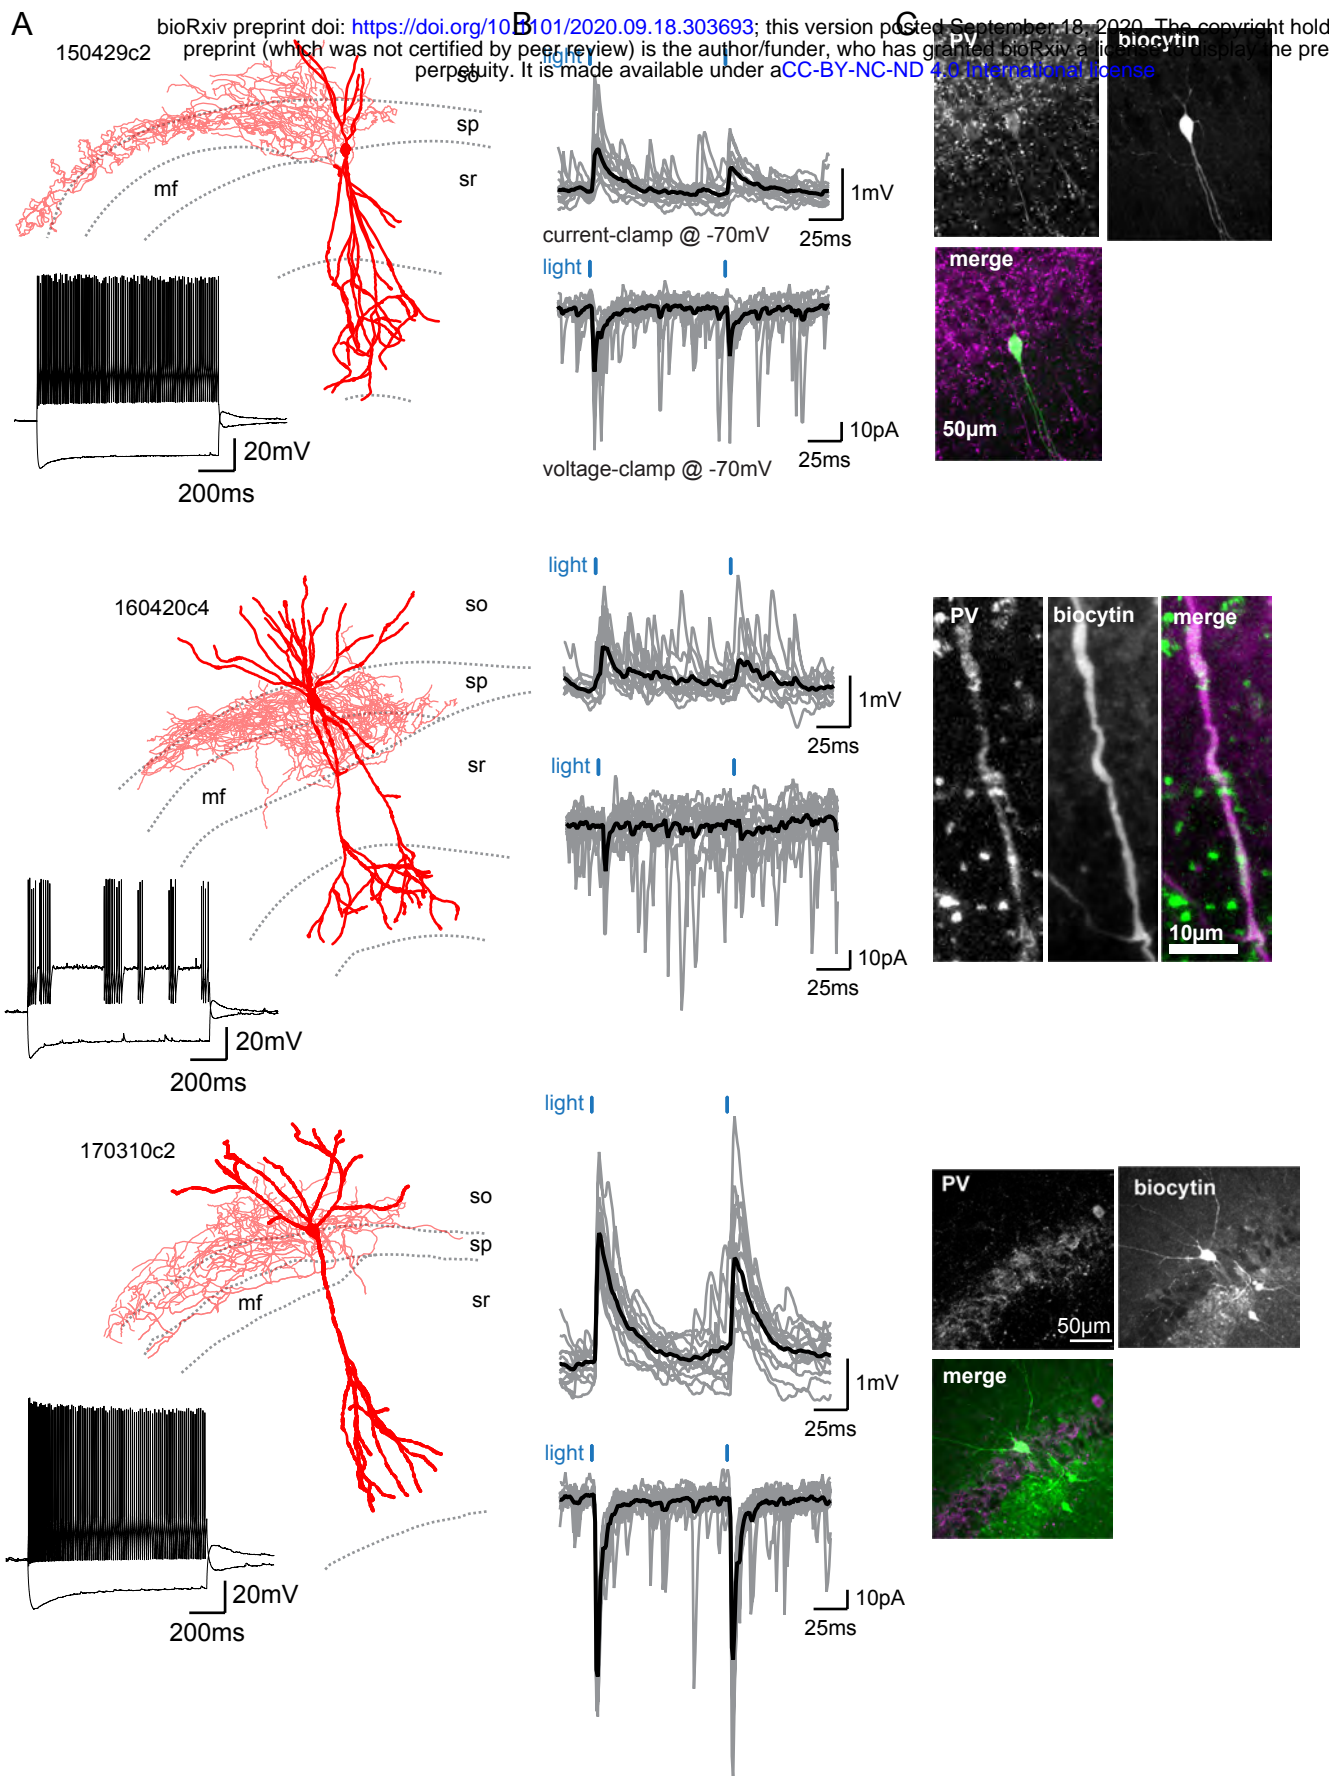 A
B
C
bioRxiv preprint doi: https://doi.org/10.1101/2020.09.18.303693; this version posted September 18, 2020. The copyright hold
preprint (which was not certified by peer review) is the author/funder, who has granted bioRxiv a license to display the pre
perpetuity. It is made available under aCC-BY-NC-ND 4.0 International license
150429c2
so
sp
sr
mf
20mV
200ms
light
1mV
25ms
current-clamp @ -70mV
light
10pA
25ms
voltage-clamp @ -70mV
PV
biocytin
merge
50µm
160420c4
so
sp
sr
mf
20mV
200ms
light
1mV
25ms
light
10pA
25ms
PV
biocytin
merge
10µm
170310c2
so
sp
sr
mf
20mV
200ms
light
1mV
25ms
light
10pA
25ms
PV
biocytin
50µm
merge